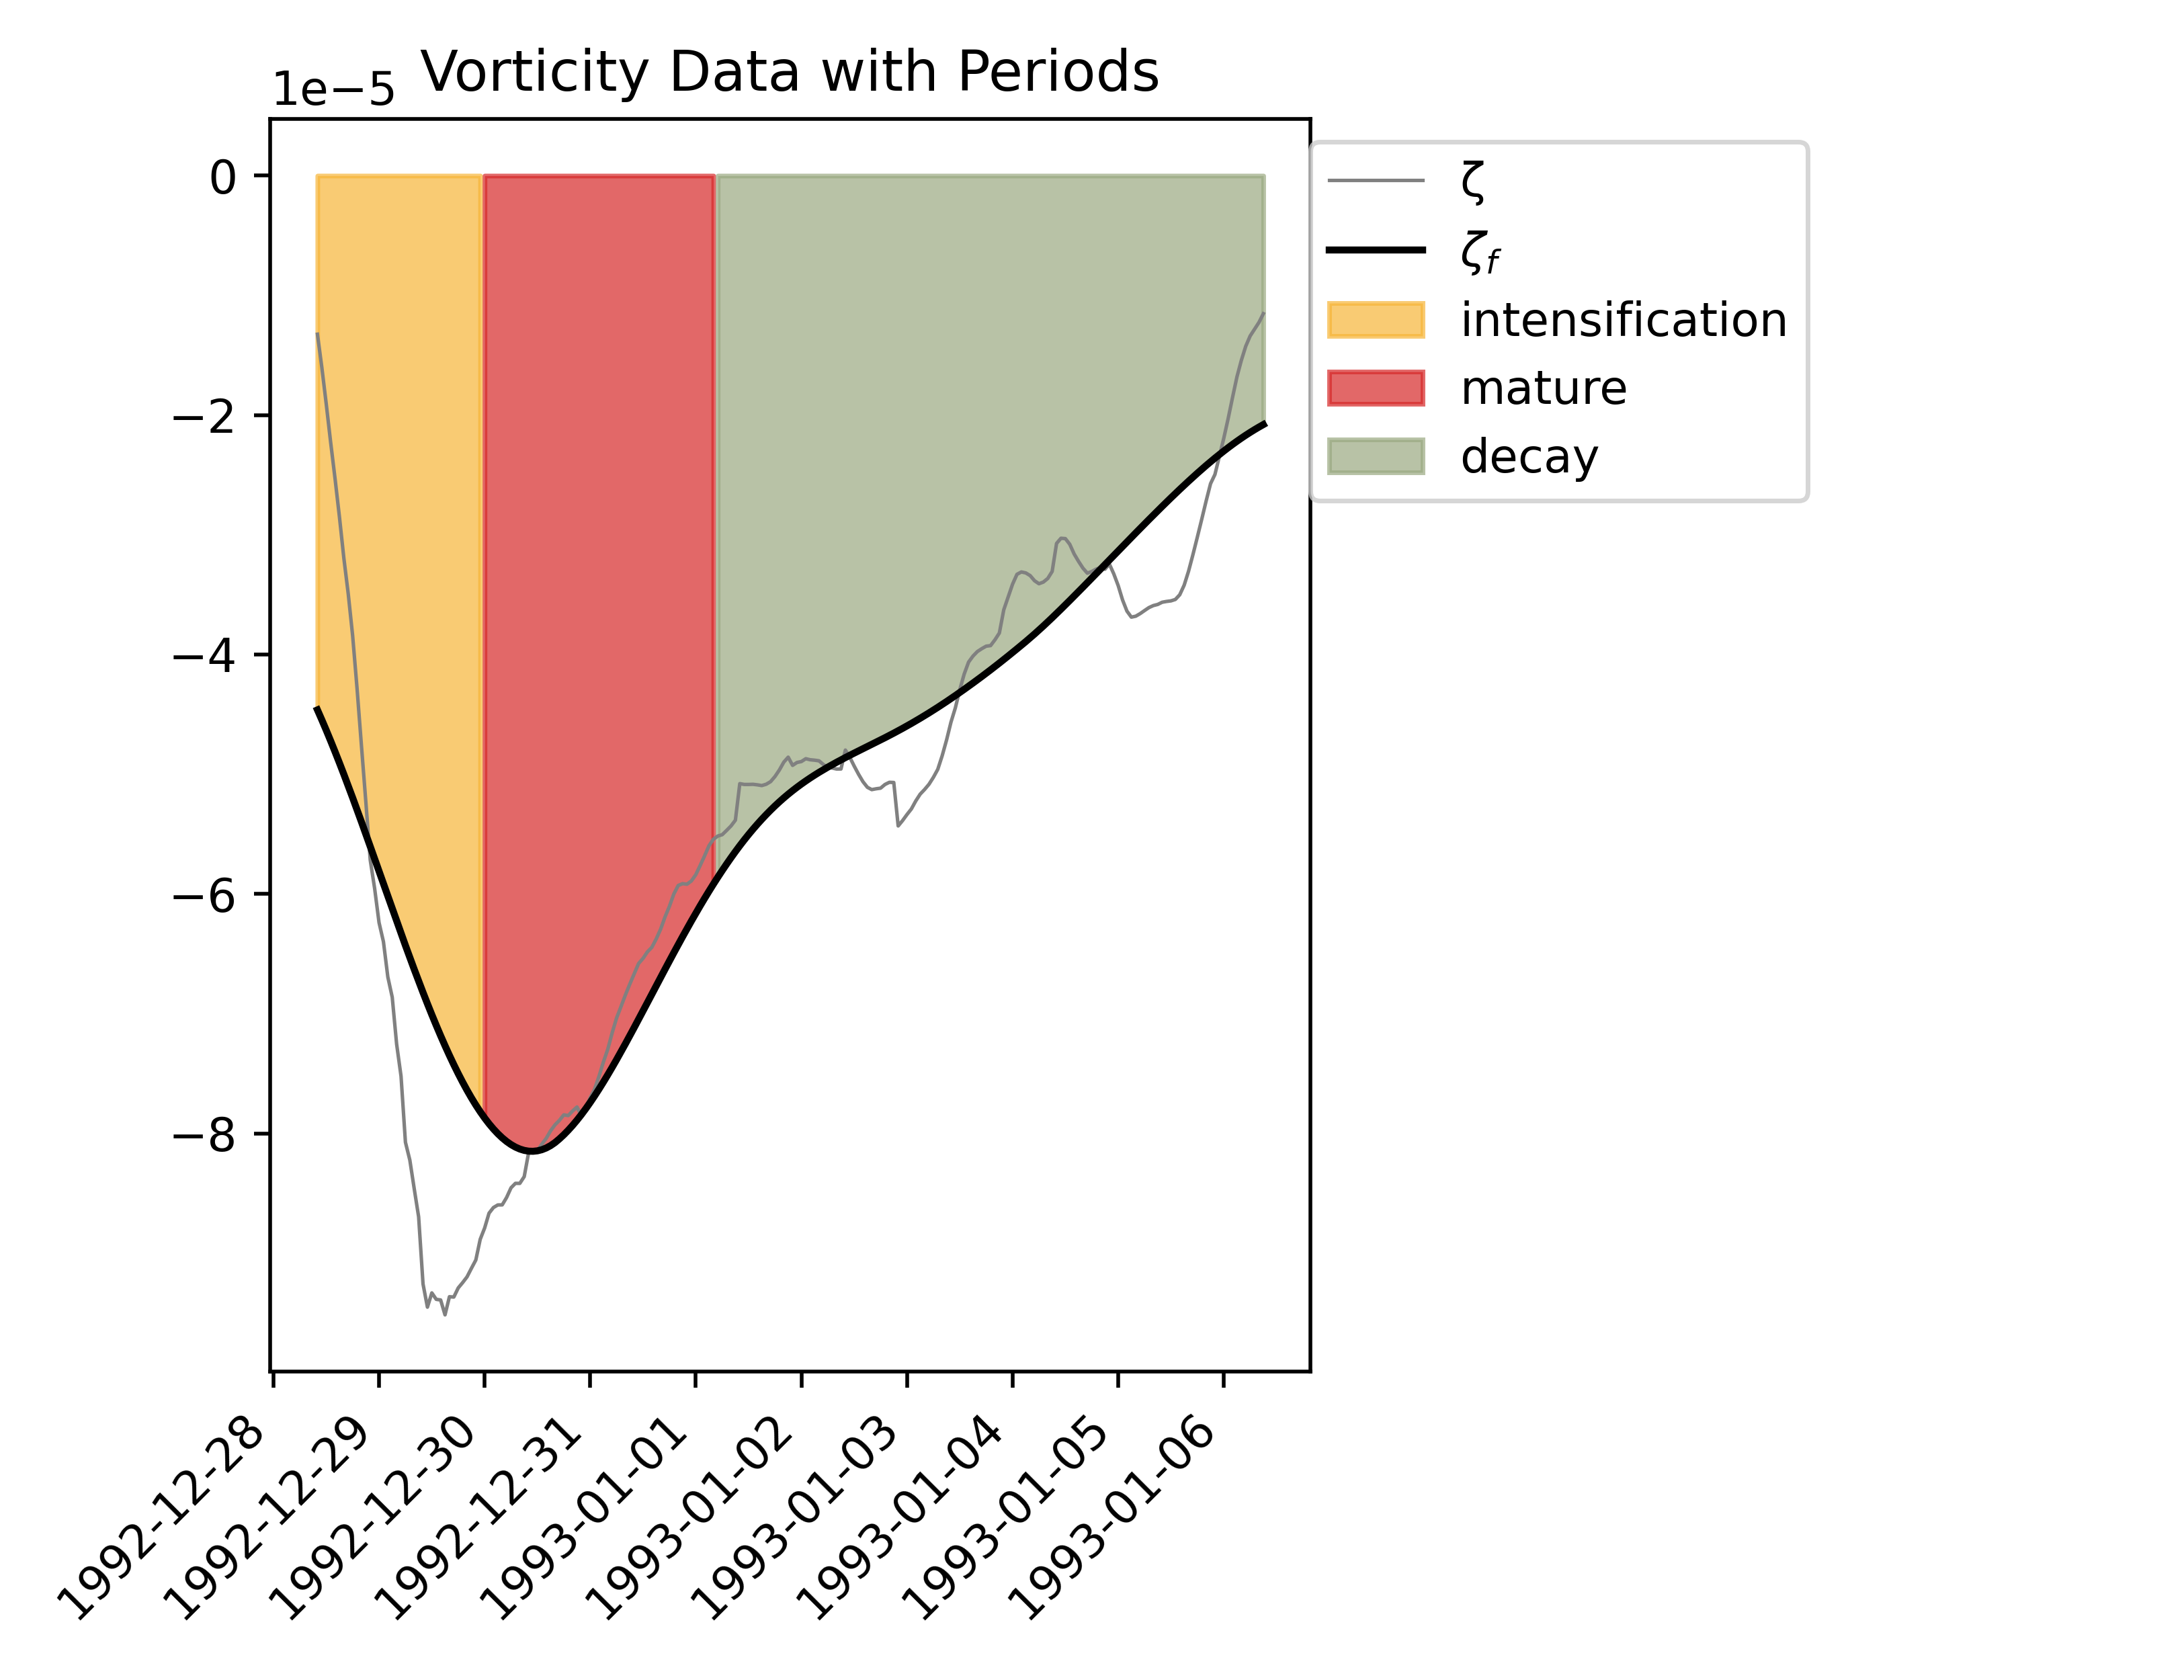 Vorticity Data with Periods
1e−5
0
−2
−4
−6
−8
1992-12-28
1992-12-29
1992-12-30
1992-12-31
1993-01-01
1993-01-02
1993-01-03
1993-01-04
1993-01-05
1993-01-06
ζ
ζf
intensification
mature
decay